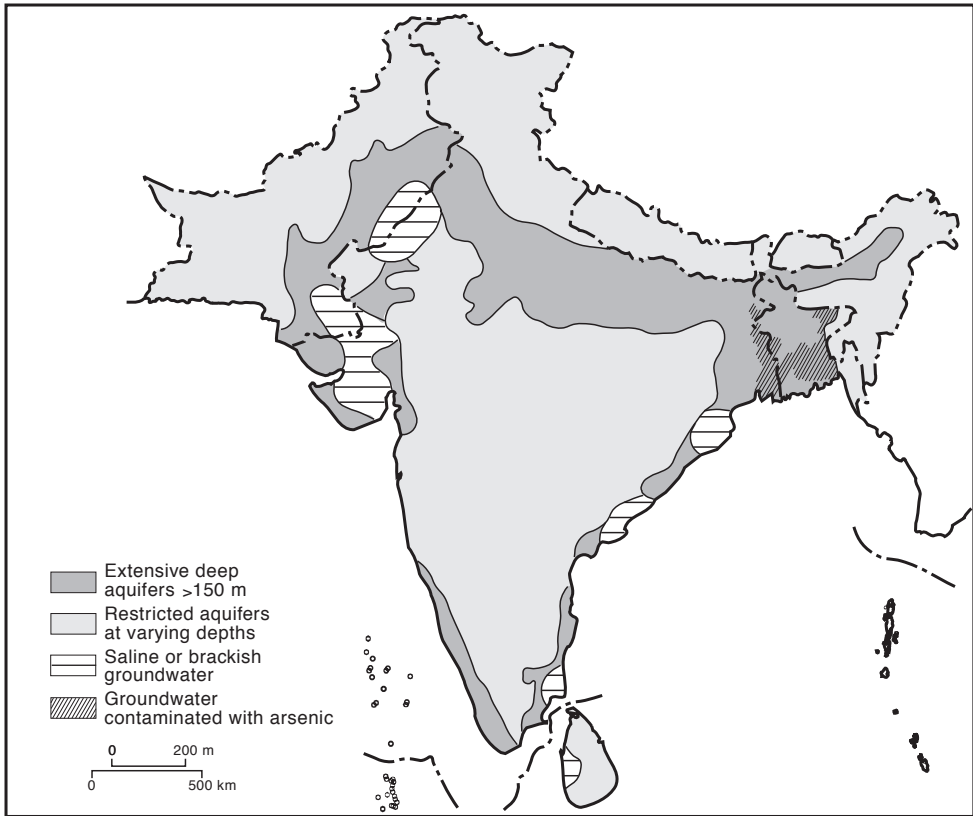 Extensive deep
aquifers >150 m
Restricted aquifers
at varying depths
Saline or brackish
groundwater
Groundwater
contaminated with arsenic
0 200 m
0 500 km